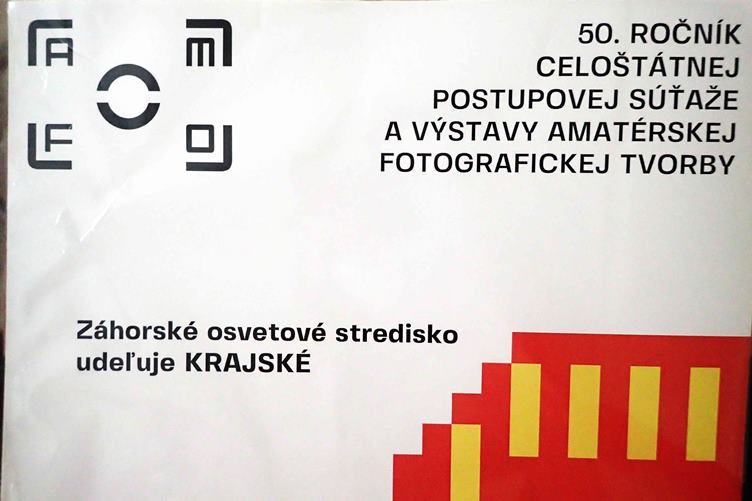 A M
F O
50. ROČNÍK
CELOŠTÁTNEJ
POSTUPOVEJ SÚŤAŽE
A VÝSTAVY AMATÉRSKEJ
FOTOGRAFICKEJ TVORBY
Záhorské osvetové stredisko
udeľuje KRAJSKÉ